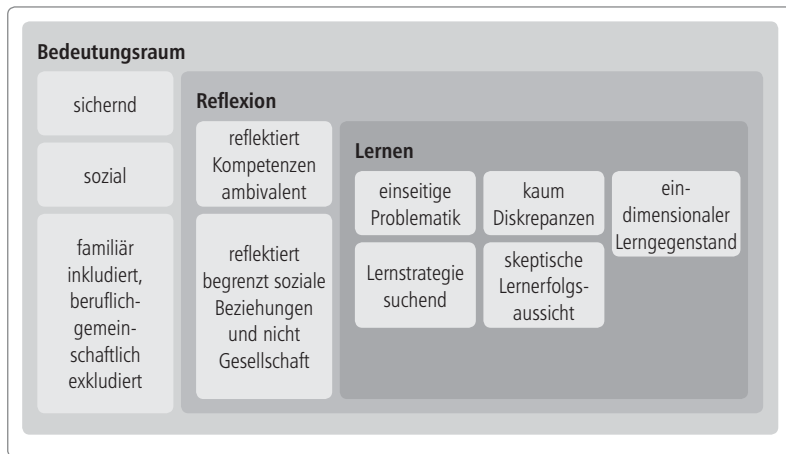 Bedeutungsraum
sichernd
sozial
familiär
inkludiert,
beruflich-
gemein-
schaftlich
exkludiert
Reflexion
reflektiert
Kompetenzen
ambivalent
reflektiert
begrenzt soziale
Beziehungen
und nicht
Gesellschaft
Lernen
einseitige
Problematik
kaum
Diskrepanzen
ein-
dimensionaler
Lerngegenstand
Lernstrategie
suchend
skeptische
Lernerfolgs-
aussicht